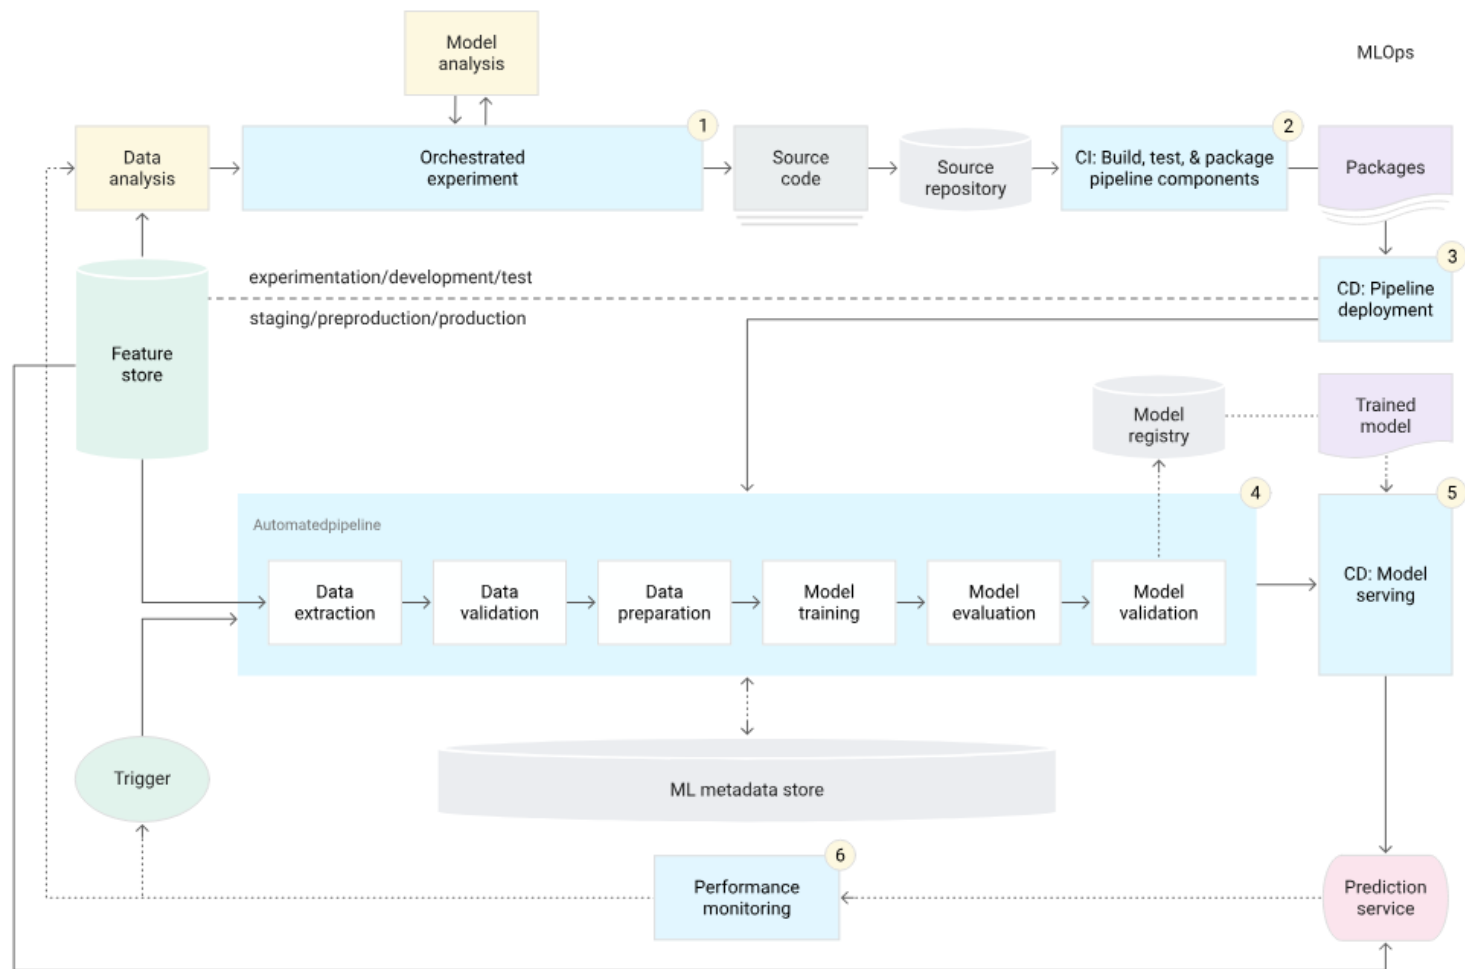 Model
analysis
MLOps
1
2
Data
analysis
Orchestrated
experiment
Source
code
Source
repository
CI: Build, test, & package
pipeline components
Packages
3
experimentation/development/test
staging/preproduction/production
CD: Pipeline
deployment
Feature
store
Model
registry
Trained
model
4
5
Automatedpipeline
Data
extraction
Data
validation
Data
preparation
Model
training
Model
evaluation
Model
validation
CD: Model
serving
Trigger
ML metadata store
6
Performance
monitoring
Prediction
service